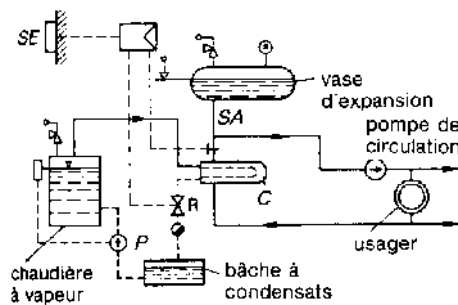 SE
vase
d'expansion
SA
pompe de
circulation
R
C
P
usager
chaudière
à vapeur
bâche à
condensats